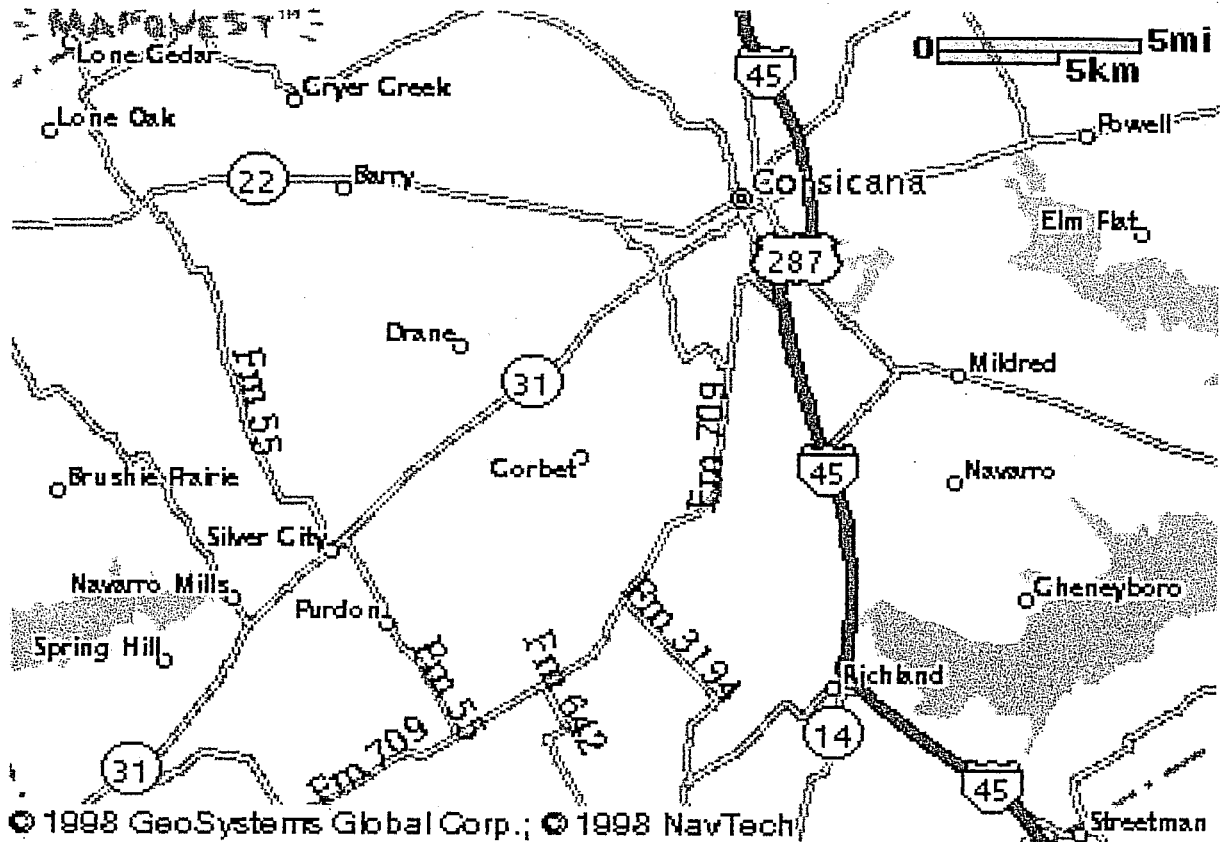 MAPQUEST™
Lone Cedar
45
0 5mi
5km
Cryer Creek
Lone Oak
Powell
22
Barry
Corsicana
Elm Flat
287
Drane
Mildred
31
Fm 55
Fm 709
Corbet
45
Navarro
Brushie Prairie
Silver City
Navarro Mills
Purdon
Cheneyboro
Spring Hill
Fm 3194
Fm 55
Fm 642
Richland
Fm 709
14
31
45
Streetman
© 1998 GeoSystems Global Corp.; © 1998 NavTech